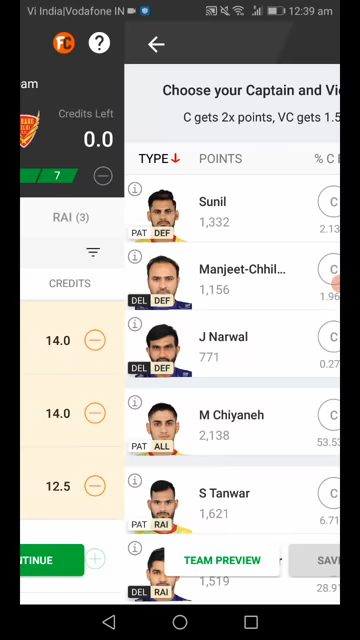 Vi India|Vodafone IN
12:39 am
FC
?
am
Credits Left
0.0
7
RAI (3)
CREDITS
14.0
14.0
12.5
NTINUE
Choose your Captain and Vi
C gets 2x points, VC gets 1.5
TYPE POINTS % C
Sunil
1,332
PAT DEF
C
2.13
Manjeet-Chhil...
1,156
DEL DEF
C
1.96
J Narwal
771
DEL DEF
C
0.27
M Chiyaneh
2,138
PAT ALL
C
53.53
S Tanwar
1,621
PAT RAI
C
6.71
1,519
DEL RAI
28.91
TEAM PREVIEW
SAV